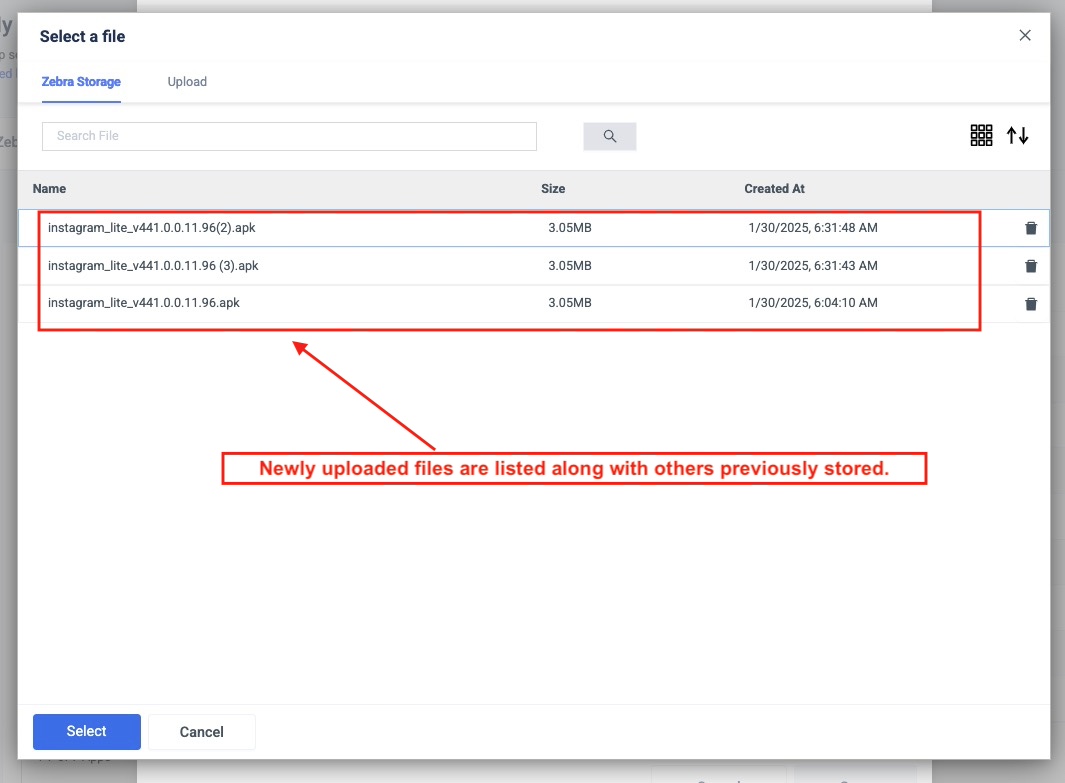 Select a file
Zebra Storage Upload
Search File
Name Size Created At
instagram_lite_v441.0.0.11.96(2).apk 3.05MB 1/30/2025, 6:31:48 AM
instagram_lite_v441.0.0.11.96 (3).apk 3.05MB 1/30/2025, 6:31:43 AM
instagram_lite_v441.0.0.11.96.apk 3.05MB 1/30/2025, 6:04:10 AM
Newly uploaded files are listed along with others previously stored.
Select Cancel